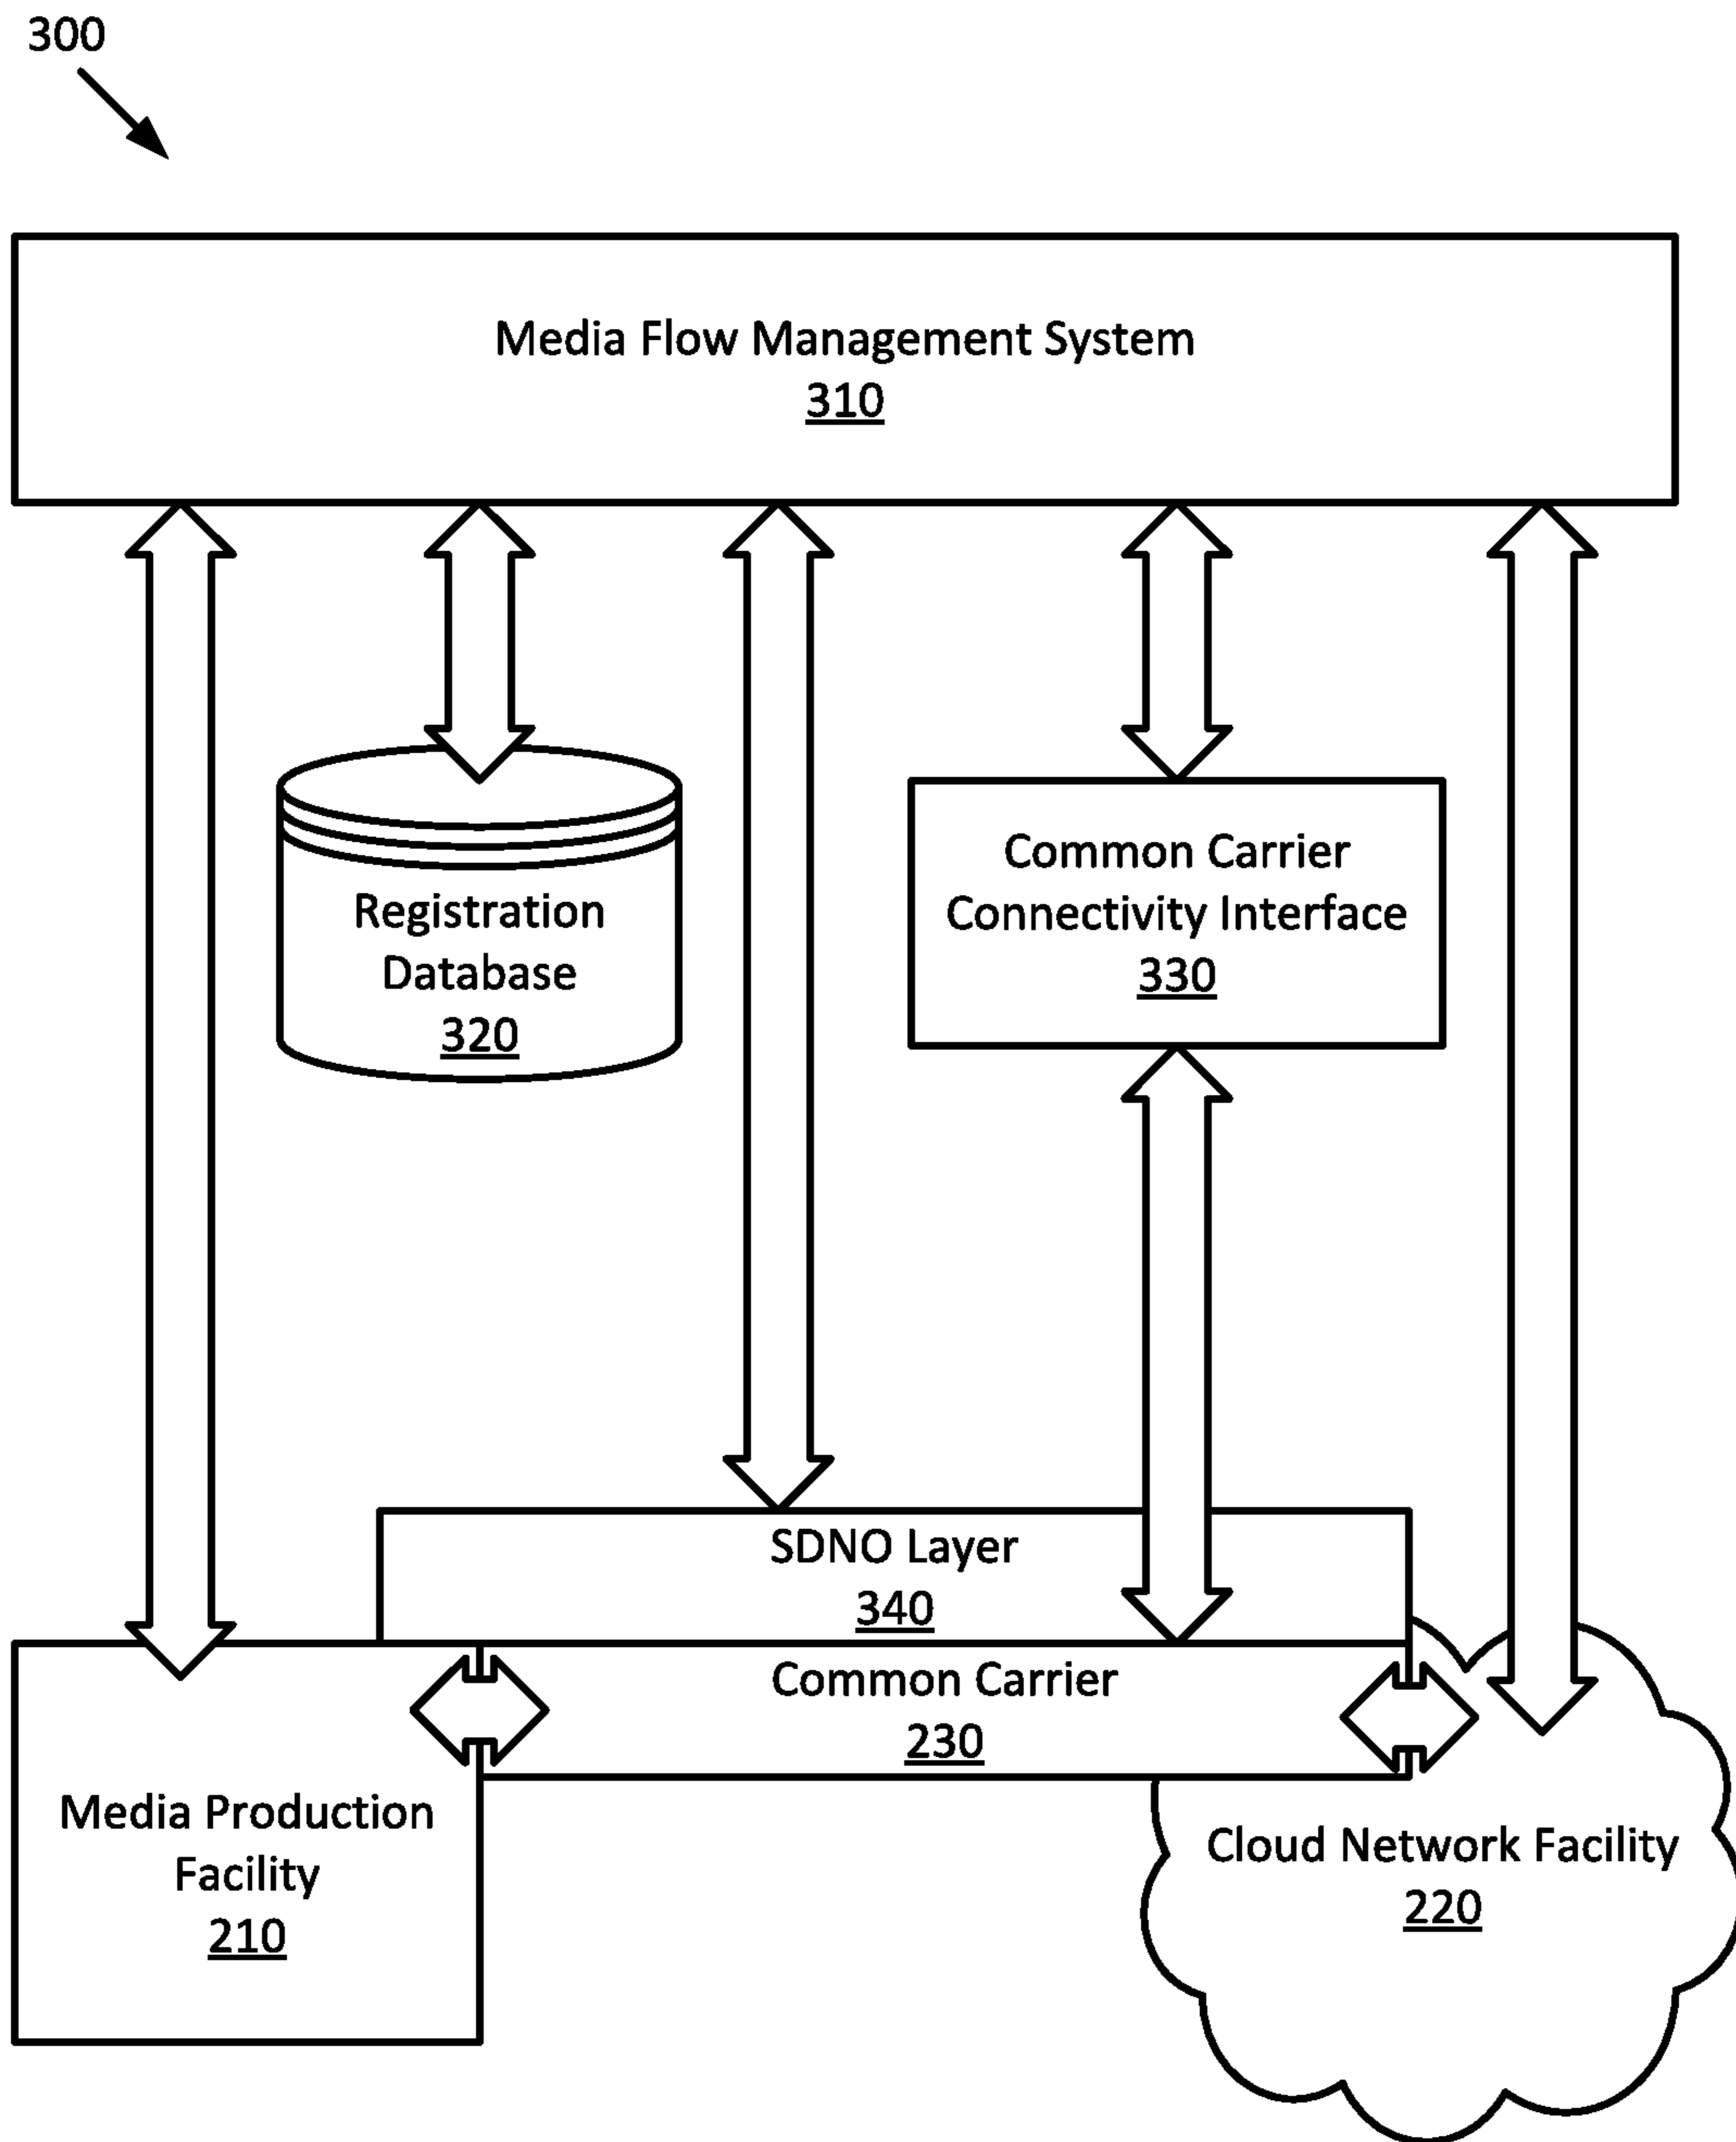 300
Media Flow Management System
310
Common Carrier
Connectivity Interface
330
Registration
Database
320
SDNO Layer
340
Common Carrier
230
Media Production
Facility
210
Cloud Network Facility
220